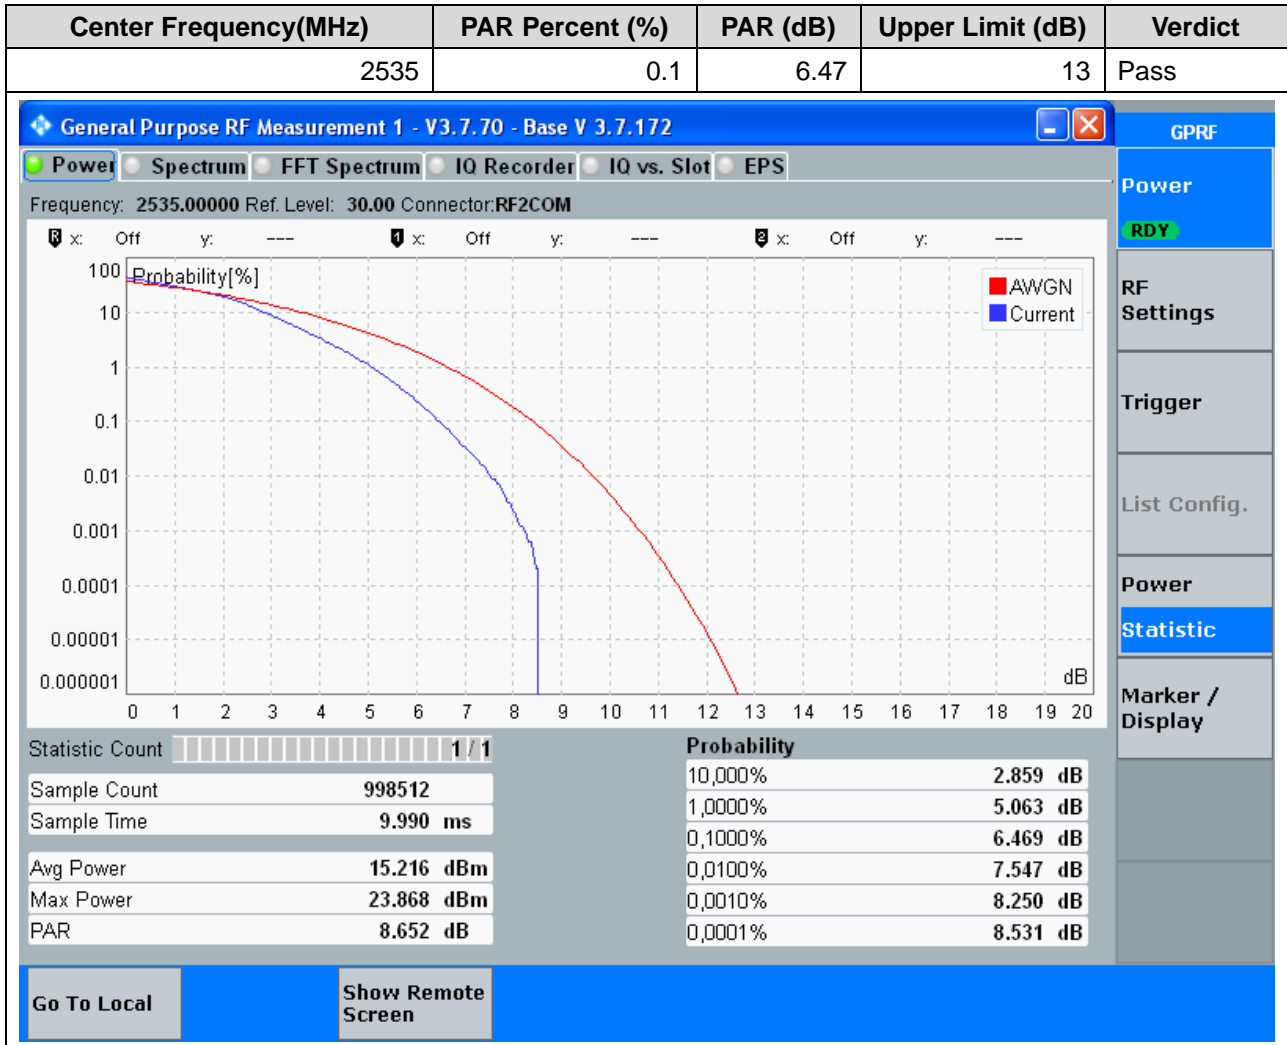 Center Frequency(MHz) PAR Percent (%) PAR (dB) Upper Limit (dB) Verdict
2535 0.1 6.47 13 Pass
General Purpose RF Measurement 1 - V3.7.70 - Base V 3.7.172
GPRF
Power Spectrum FFT Spectrum IQ Recorder IQ vs. Slot EPS
Power
RDY
Frequency: 2535.00000 Ref. Level: 30.00 Connector:RF2COM
R x: Off y: --- 1 x: Off y: --- 2 x: Off y: ---
Probability[%]
AWGN
Current
100
10
1
0.1
0.01
0.001
0.0001
0.00001
0.000001
dB
0 1 2 3 4 5 6 7 8 9 10 11 12 13 14 15 16 17 18 19 20
RF
Settings
Trigger
List Config.
Power
Statistic
Marker /
Display
Statistic Count 1 / 1
Sample Count 998512
Sample Time 9.990 ms
Avg Power 15.216 dBm
Max Power 23.868 dBm
PAR 8.652 dB
Probability
10,000% 2.859 dB
1,0000% 5.063 dB
0,1000% 6.469 dB
0,0100% 7.547 dB
0,0010% 8.250 dB
0,0001% 8.531 dB
Go To Local
Show Remote
Screen